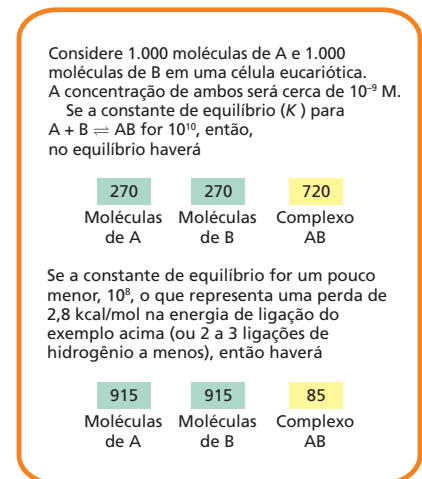 Considere 1.000 moléculas de A e 1.000
moléculas de B em uma célula eucariótica.
A concentração de ambos será cerca de 10⁻⁹ M.
Se a constante de equilíbrio (K ) para
A + B ⇌ AB for 10¹⁰, então,
no equilíbrio haverá
270 270 720
Moléculas Moléculas Complexo
de A de B AB
Se a constante de equilíbrio for um pouco
menor, 10⁸, o que representa uma perda de
2,8 kcal/mol na energia de ligação do
exemplo acima (ou 2 a 3 ligações de
hidrogênio a menos), então haverá
915 915 85
Moléculas Moléculas Complexo
de A de B AB